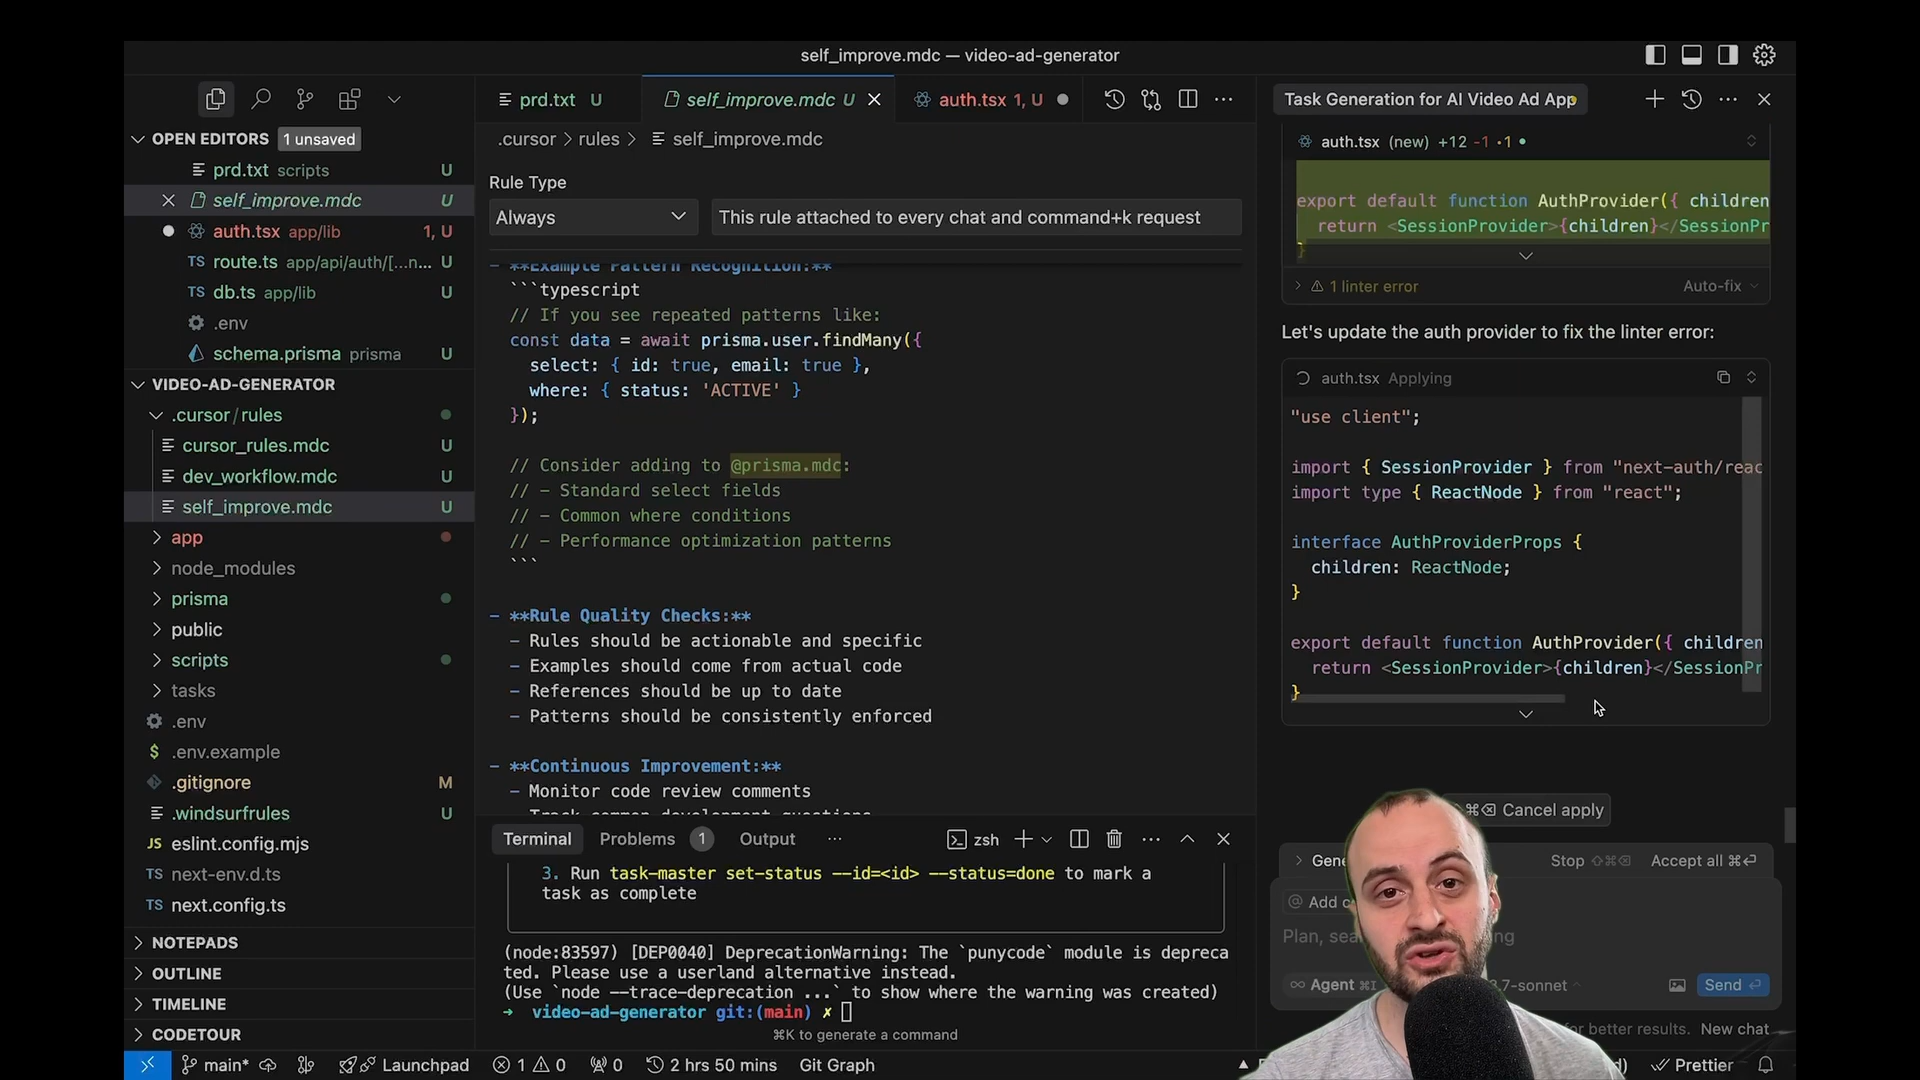 self_improve.mdc — video-ad-generator
OPEN EDITORS 1 unsaved
prd.txt scripts U
self_improve.mdc U
auth.tsx app/lib 1, U
TS route.ts app/api/auth/[...n... U
TS db.ts app/lib U
.env
schema.prisma prisma U
VIDEO-AD-GENERATOR
.cursor/rules
cursor_rules.mdc U
dev_workflow.mdc U
self_improve.mdc U
app
node_modules
prisma
public
scripts
tasks
.env
$ .env.example
.gitignore M
.windsurfrules U
JS eslint.config.mjs
TS next-env.d.ts
TS next.config.ts
NOTEPADS
OUTLINE
TIMELINE
CODETOUR
prd.txt U
self_improve.mdc U
auth.tsx 1, U
.cursor > rules > self_improve.mdc
Rule Type
Always
This rule attached to every chat and command+k request
- **Example Pattern Recognition:**
```typescript
// If you see repeated patterns like:
const data = await prisma.user.findMany({
select: { id: true, email: true },
where: { status: 'ACTIVE' }
});
// Consider adding to @prisma.mdc:
// - Standard select fields
// - Common where conditions
// - Performance optimization patterns
```
- **Rule Quality Checks:**
- Rules should be actionable and specific
- Examples should come from actual code
- References should be up to date
- Patterns should be consistently enforced
- **Continuous Improvement:**
- Monitor code review comments
- Track common development questions
Terminal Problems 1 Output ...
zsh
3. Run task-master set-status --id=<id> --status=done to mark a
task as complete
(node:83597) [DEP0040] DeprecationWarning: The `punycode` module is depreca
ted. Please use a userland alternative instead.
(Use `node --trace-deprecation ...` to show where the warning was created)
→ video-ad-generator git:(main) ✗
⌘K to generate a command
Task Generation for AI Video Ad App
auth.tsx (new) +12 -1 ·1
export default function AuthProvider({ children
return <SessionProvider>{children}</SessionPr
}
1 linter error Auto-fix
Let's update the auth provider to fix the linter error:
auth.tsx Applying
"use client";
import { SessionProvider } from "next-auth/reac
import type { ReactNode } from "react";
interface AuthProviderProps {
children: ReactNode;
}
export default function AuthProvider({ children
return <SessionProvider>{children}</SessionPr
}
⌘⌫ Cancel apply
Gene Stop ⇧⌘⌫ Accept all ⌘⏎
@ Add c
Plan, sea ing
∞ Agent ⌘I 3.7-sonnet Send ⏎
for better results. New chat
main* Launchpad 1 0 0 2 hrs 50 mins Git Graph
Prettier